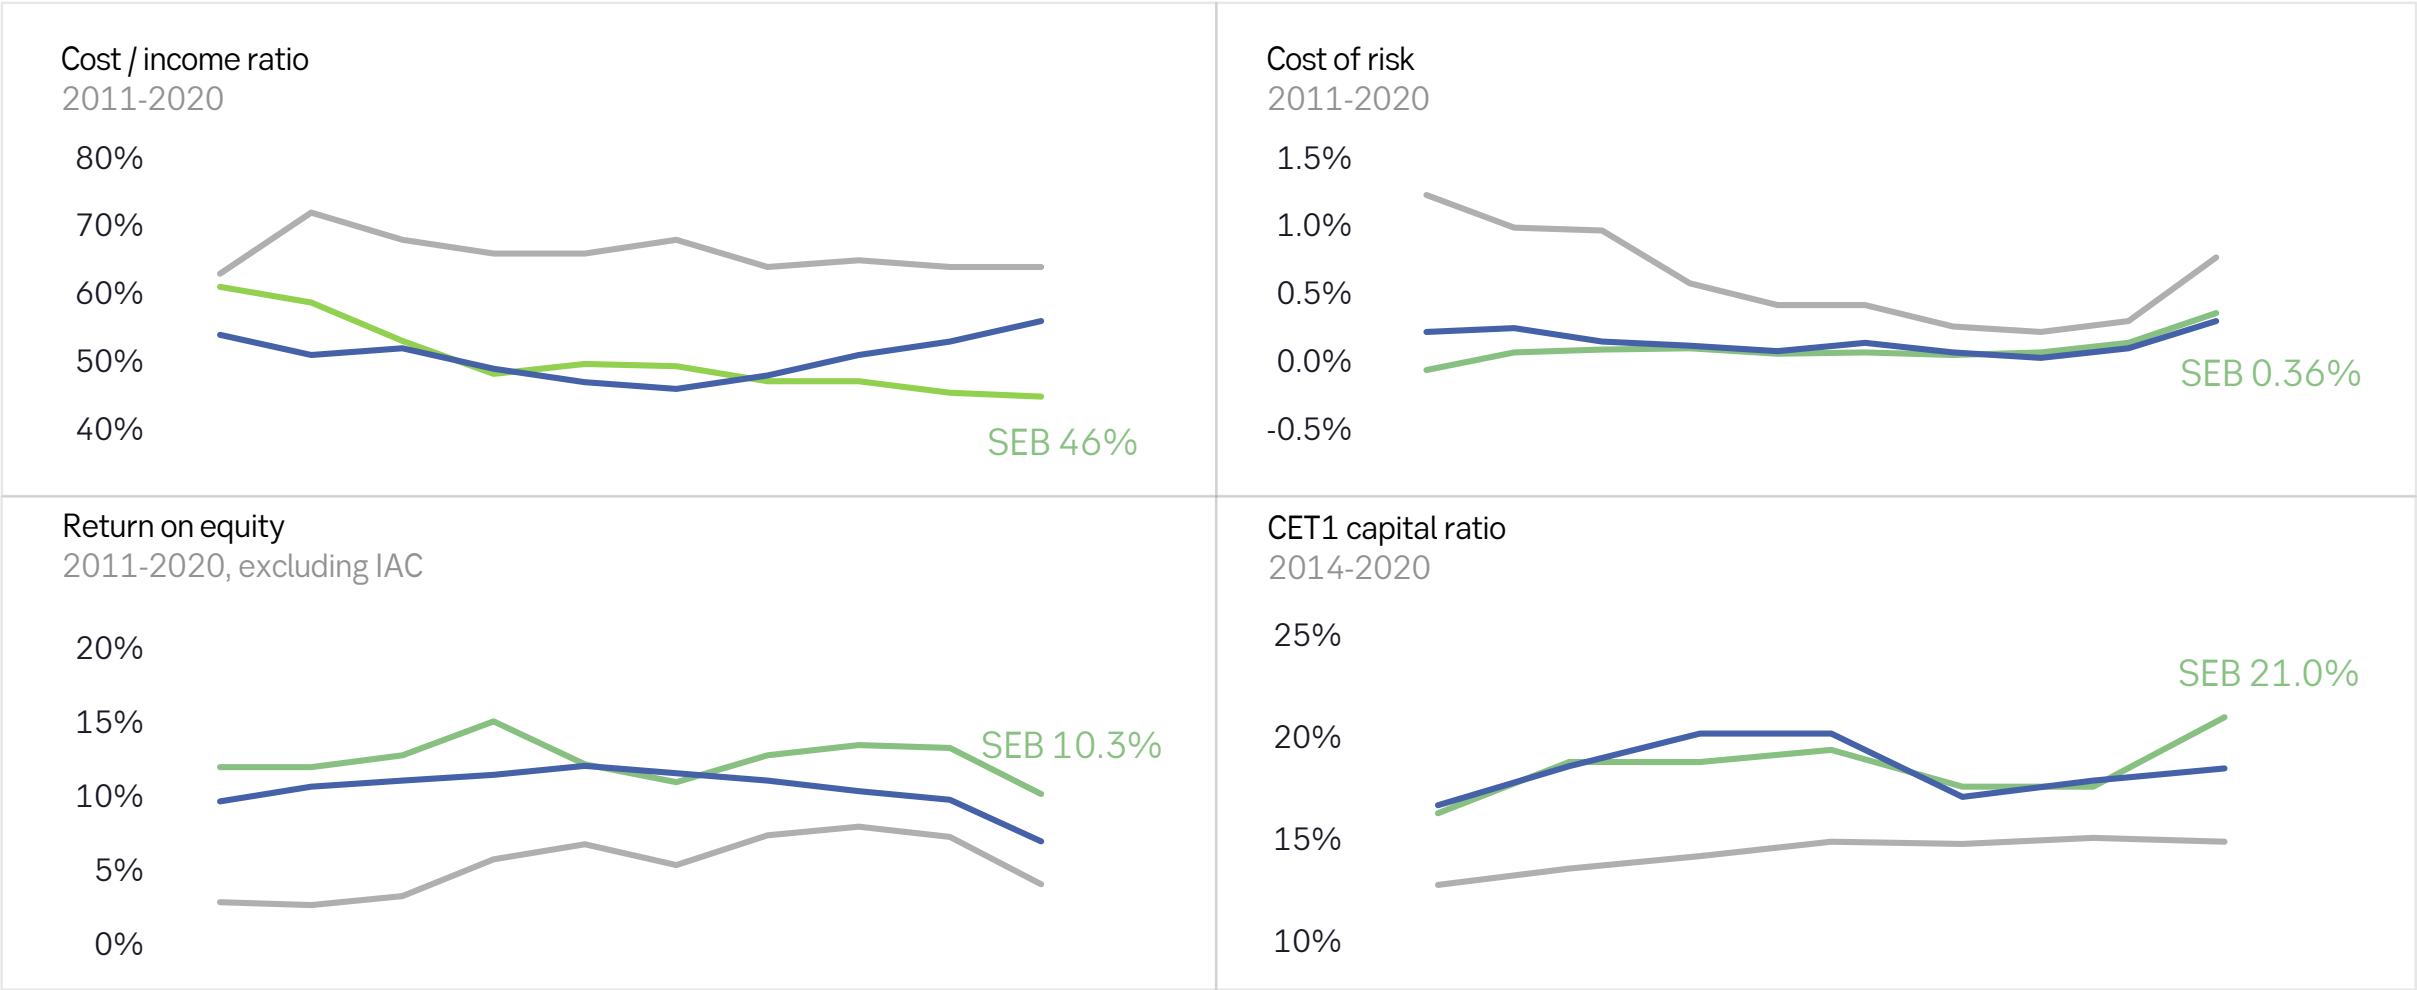 Cost / income ratio
2011-2020
80%
70%
60%
50%
40%
SEB 46%
Cost of risk
2011-2020
1.5%
1.0%
0.5%
0.0%
-0.5%
SEB 0.36%
Return on equity
2011-2020, excluding IAC
20%
15%
10%
5%
0%
SEB 10.3%
CET1 capital ratio
2014-2020
25%
20%
15%
10%
SEB 21.0%